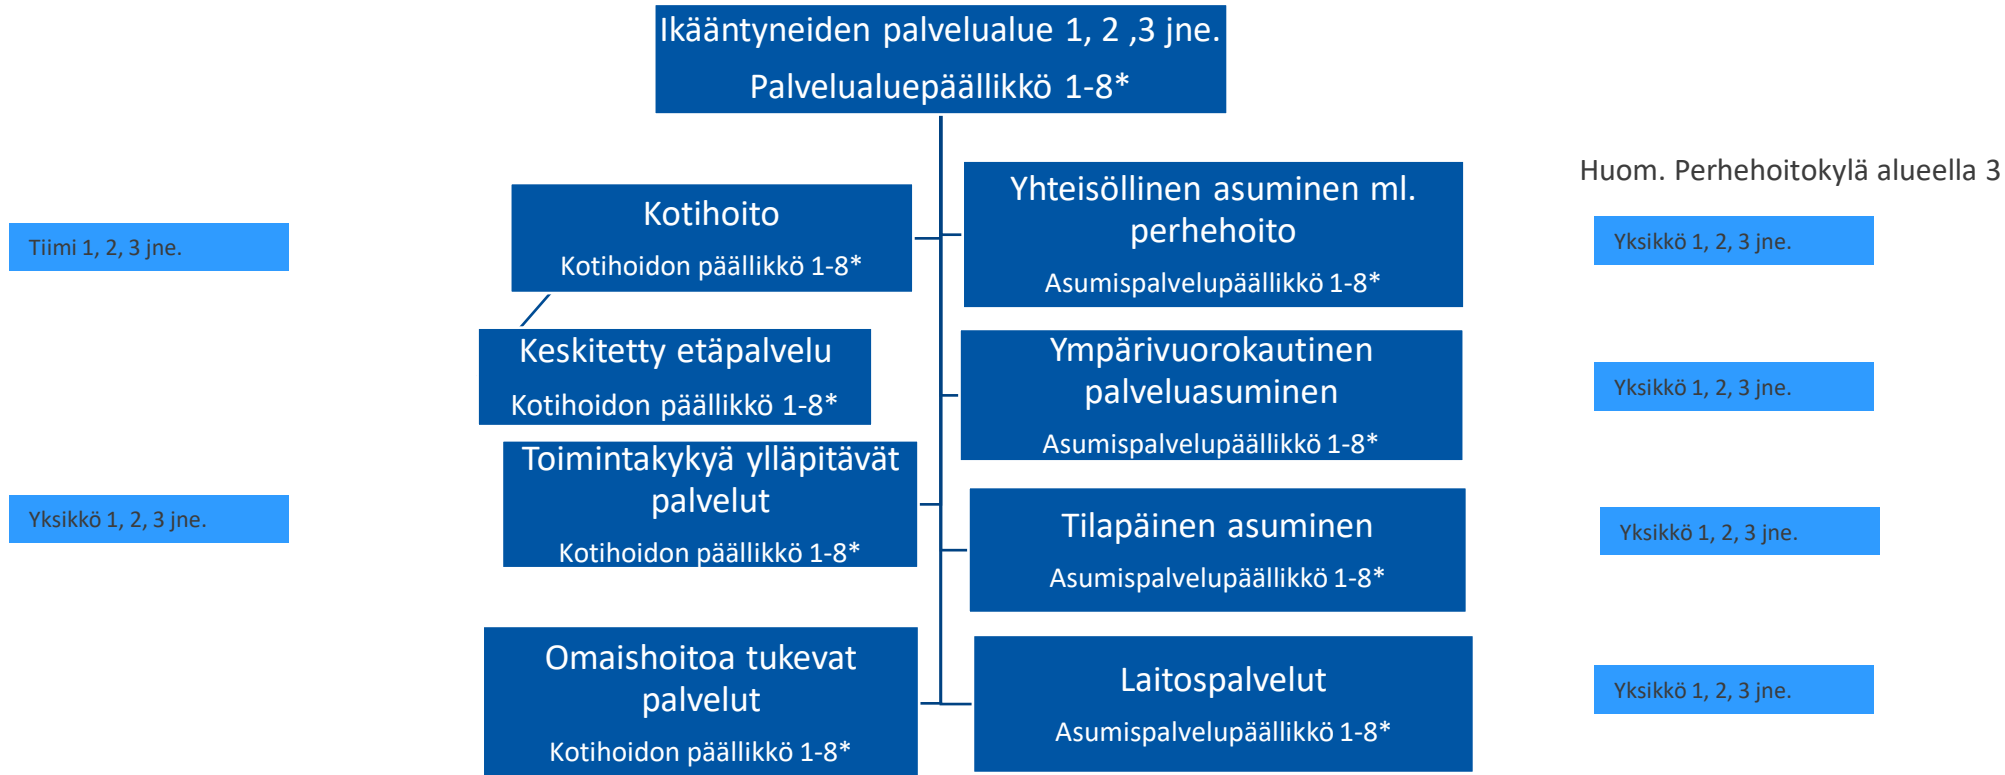 Ikääntyneiden palvelualue 1, 2 ,3 jne.
Palvelualuepäällikkö 1-8*
Huom. Perhehoitokylä alueella 3
Tiimi 1, 2, 3 jne.
Kotihoito
Kotihoidon päällikkö 1-8*
Yhteisöllinen asuminen ml.
perhehoito
Asumispalvelupäällikkö 1-8*
Yksikkö 1, 2, 3 jne.
Keskitetty etäpalvelu
Kotihoidon päällikkö 1-8*
Ympärivuorokautinen
palveluasuminen
Asumispalvelupäällikkö 1-8*
Yksikkö 1, 2, 3 jne.
Yksikkö 1, 2, 3 jne.
Toimintakykyä ylläpitävät
palvelut
Kotihoidon päällikkö 1-8*
Tilapäinen asuminen
Asumispalvelupäällikkö 1-8*
Yksikkö 1, 2, 3 jne.
Omaishoitoa tukevat
palvelut
Kotihoidon päällikkö 1-8*
Laitospalvelut
Asumispalvelupäällikkö 1-8*
Yksikkö 1, 2, 3 jne.